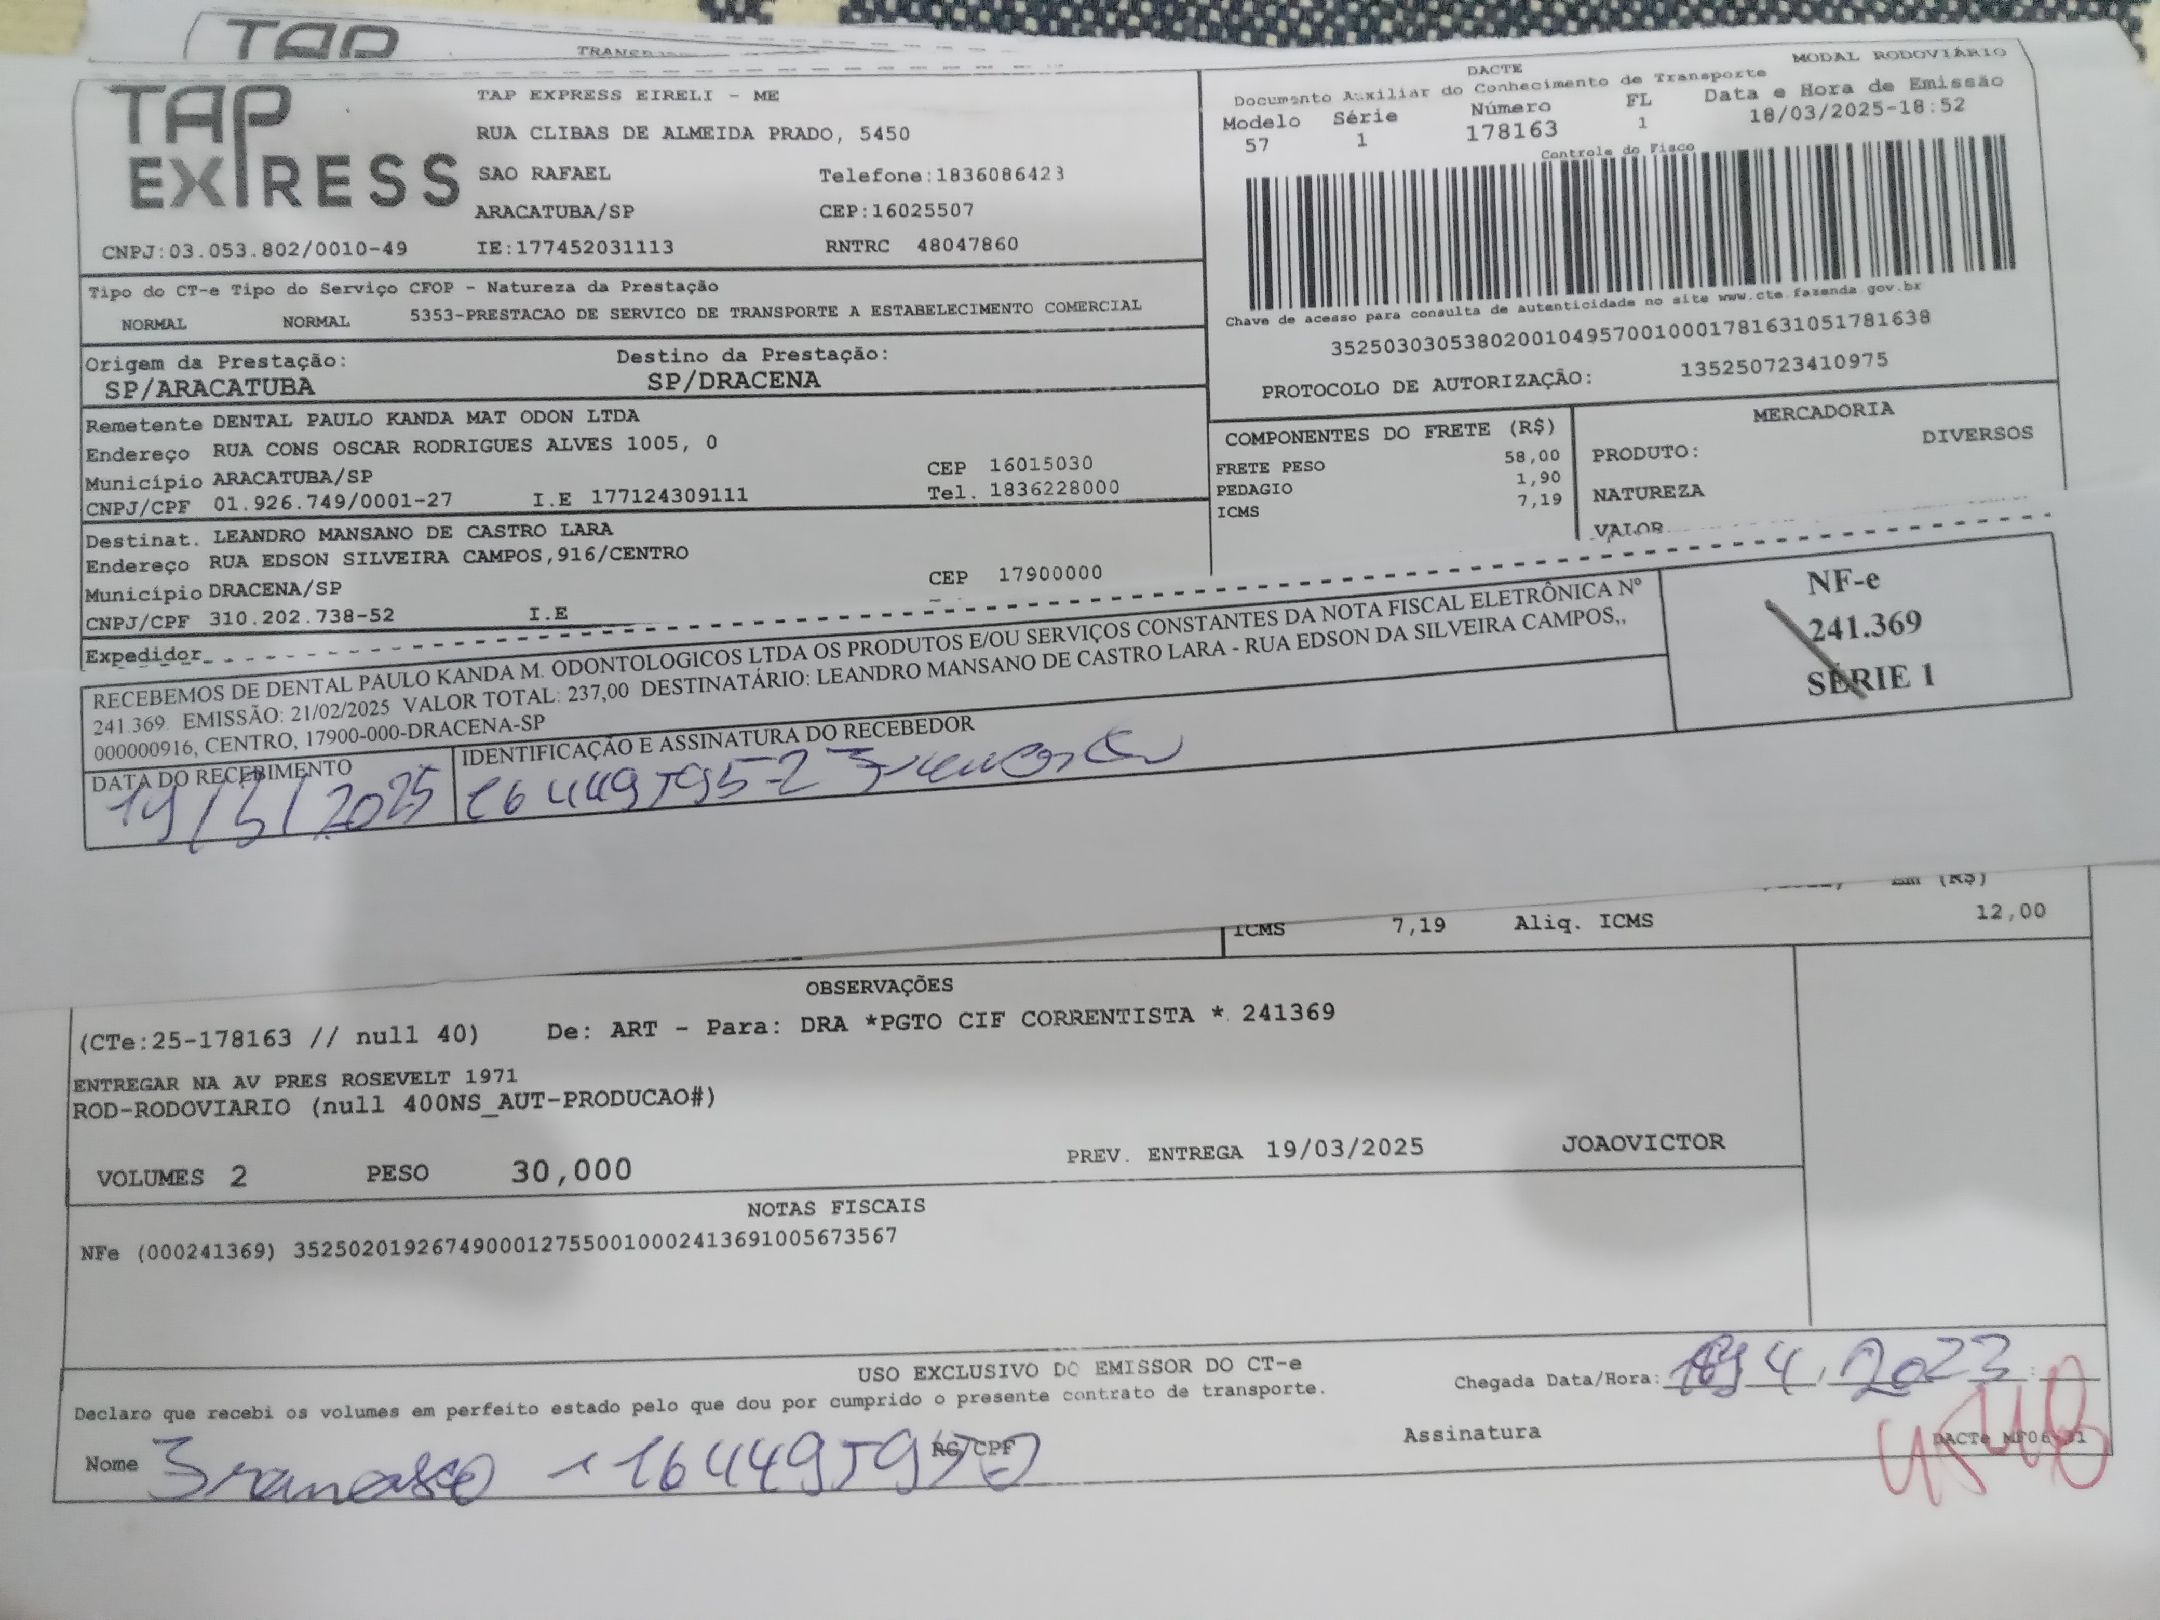 TAP
TAP EXPRESS
TAP EXPRESS EIRELI - ME
RUA CLIBAS DE ALMEIDA PRADO, 5450
SAO RAFAEL Telefone:1836086423
ARACATUBA/SP CEP:16025507
CNPJ:03.053.802/0010-49 IE:177452031113 RNTRC 48047860
MODAL RODOVIÁRIO
DACTE
Documento Auxiliar do Conhecimento de Transporte
Modelo Série Número FL Data e Hora de Emissão
57 1 178163 1 18/03/2025-18:52
Controle do Fisco
Chave de acesso para consulta de autenticidade no site www.cte.fazenda.gov.br
35250303053802001049570010001781631051781638
PROTOCOLO DE AUTORIZAÇÃO: 135250723410975
Tipo do CT-e Tipo do Serviço CFOP - Natureza da Prestação
NORMAL NORMAL 5353-PRESTACAO DE SERVICO DE TRANSPORTE A ESTABELECIMENTO COMERCIAL
Origem da Prestação: Destino da Prestação:
SP/ARACATUBA SP/DRACENA
Remetente DENTAL PAULO KANDA MAT ODON LTDA
Endereço RUA CONS OSCAR RODRIGUES ALVES 1005, 0
Município ARACATUBA/SP CEP 16015030
CNPJ/CPF 01.926.749/0001-27 I.E 177124309111 Tel. 1836228000
Destinat. LEANDRO MANSANO DE CASTRO LARA
Endereço RUA EDSON SILVEIRA CAMPOS,916/CENTRO
Município DRACENA/SP CEP 17900000
CNPJ/CPF 310.202.738-52 I.E
Expedidor
COMPONENTES DO FRETE (R$)
FRETE PESO 58,00
PEDAGIO 1,90
ICMS 7,19
MERCADORIA
PRODUTO: DIVERSOS
NATUREZA
VALOR
RECEBEMOS DE DENTAL PAULO KANDA M. ODONTOLOGICOS LTDA OS PRODUTOS E/OU SERVIÇOS CONSTANTES DA NOTA FISCAL ELETRÔNICA Nº
241.369. EMISSÃO: 21/02/2025 VALOR TOTAL: 237,00 DESTINATÁRIO: LEANDRO MANSANO DE CASTRO LARA - RUA EDSON DA SILVEIRA CAMPOS,,
000000916, CENTRO, 17900-000-DRACENA-SP
NF-e
241.369
SÉRIE 1
DATA DO RECEBIMENTO IDENTIFICAÇÃO E ASSINATURA DO RECEBEDOR
19/3/2025
(R$)
ICMS 7,19 Aliq. ICMS 12,00
OBSERVAÇÕES
(CTe:25-178163 // null 40) De: ART - Para: DRA *PGTO CIF CORRENTISTA * 241369
ENTREGAR NA AV PRES ROSEVELT 1971
ROD-RODOVIARIO (null 400NS_AUT-PRODUCAO#)
VOLUMES 2 PESO 30,000 PREV. ENTREGA 19/03/2025 JOAOVICTOR
NOTAS FISCAIS
NFe (000241369) 35250201926749000127550010002413691005673567
USO EXCLUSIVO DO EMISSOR DO CT-e
Declaro que recebi os volumes em perfeito estado pelo que dou por cumprido o presente contrato de transporte.
Chegada Data/Hora:
Nome Francisco RG/CPF Assinatura